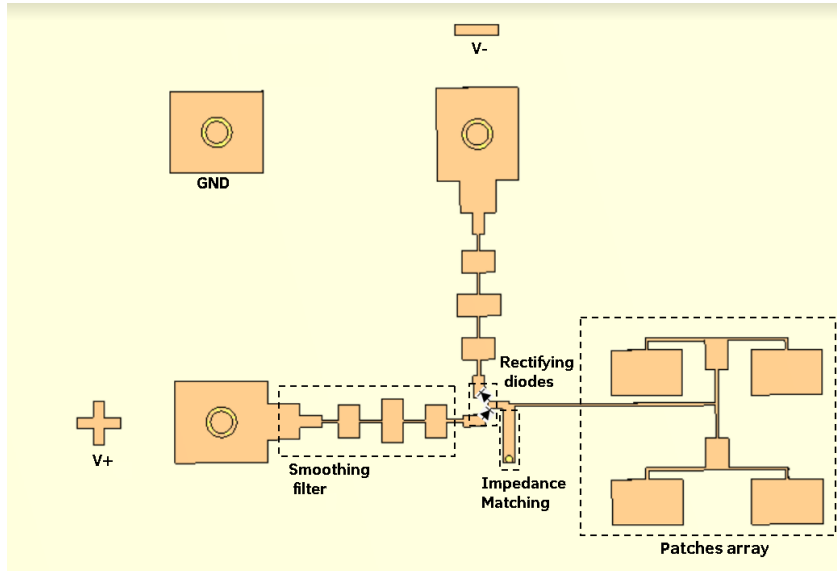 V-
GND
Rectifying
diodes
V+
Smoothing
filter
Impedance
Matching
Patches array